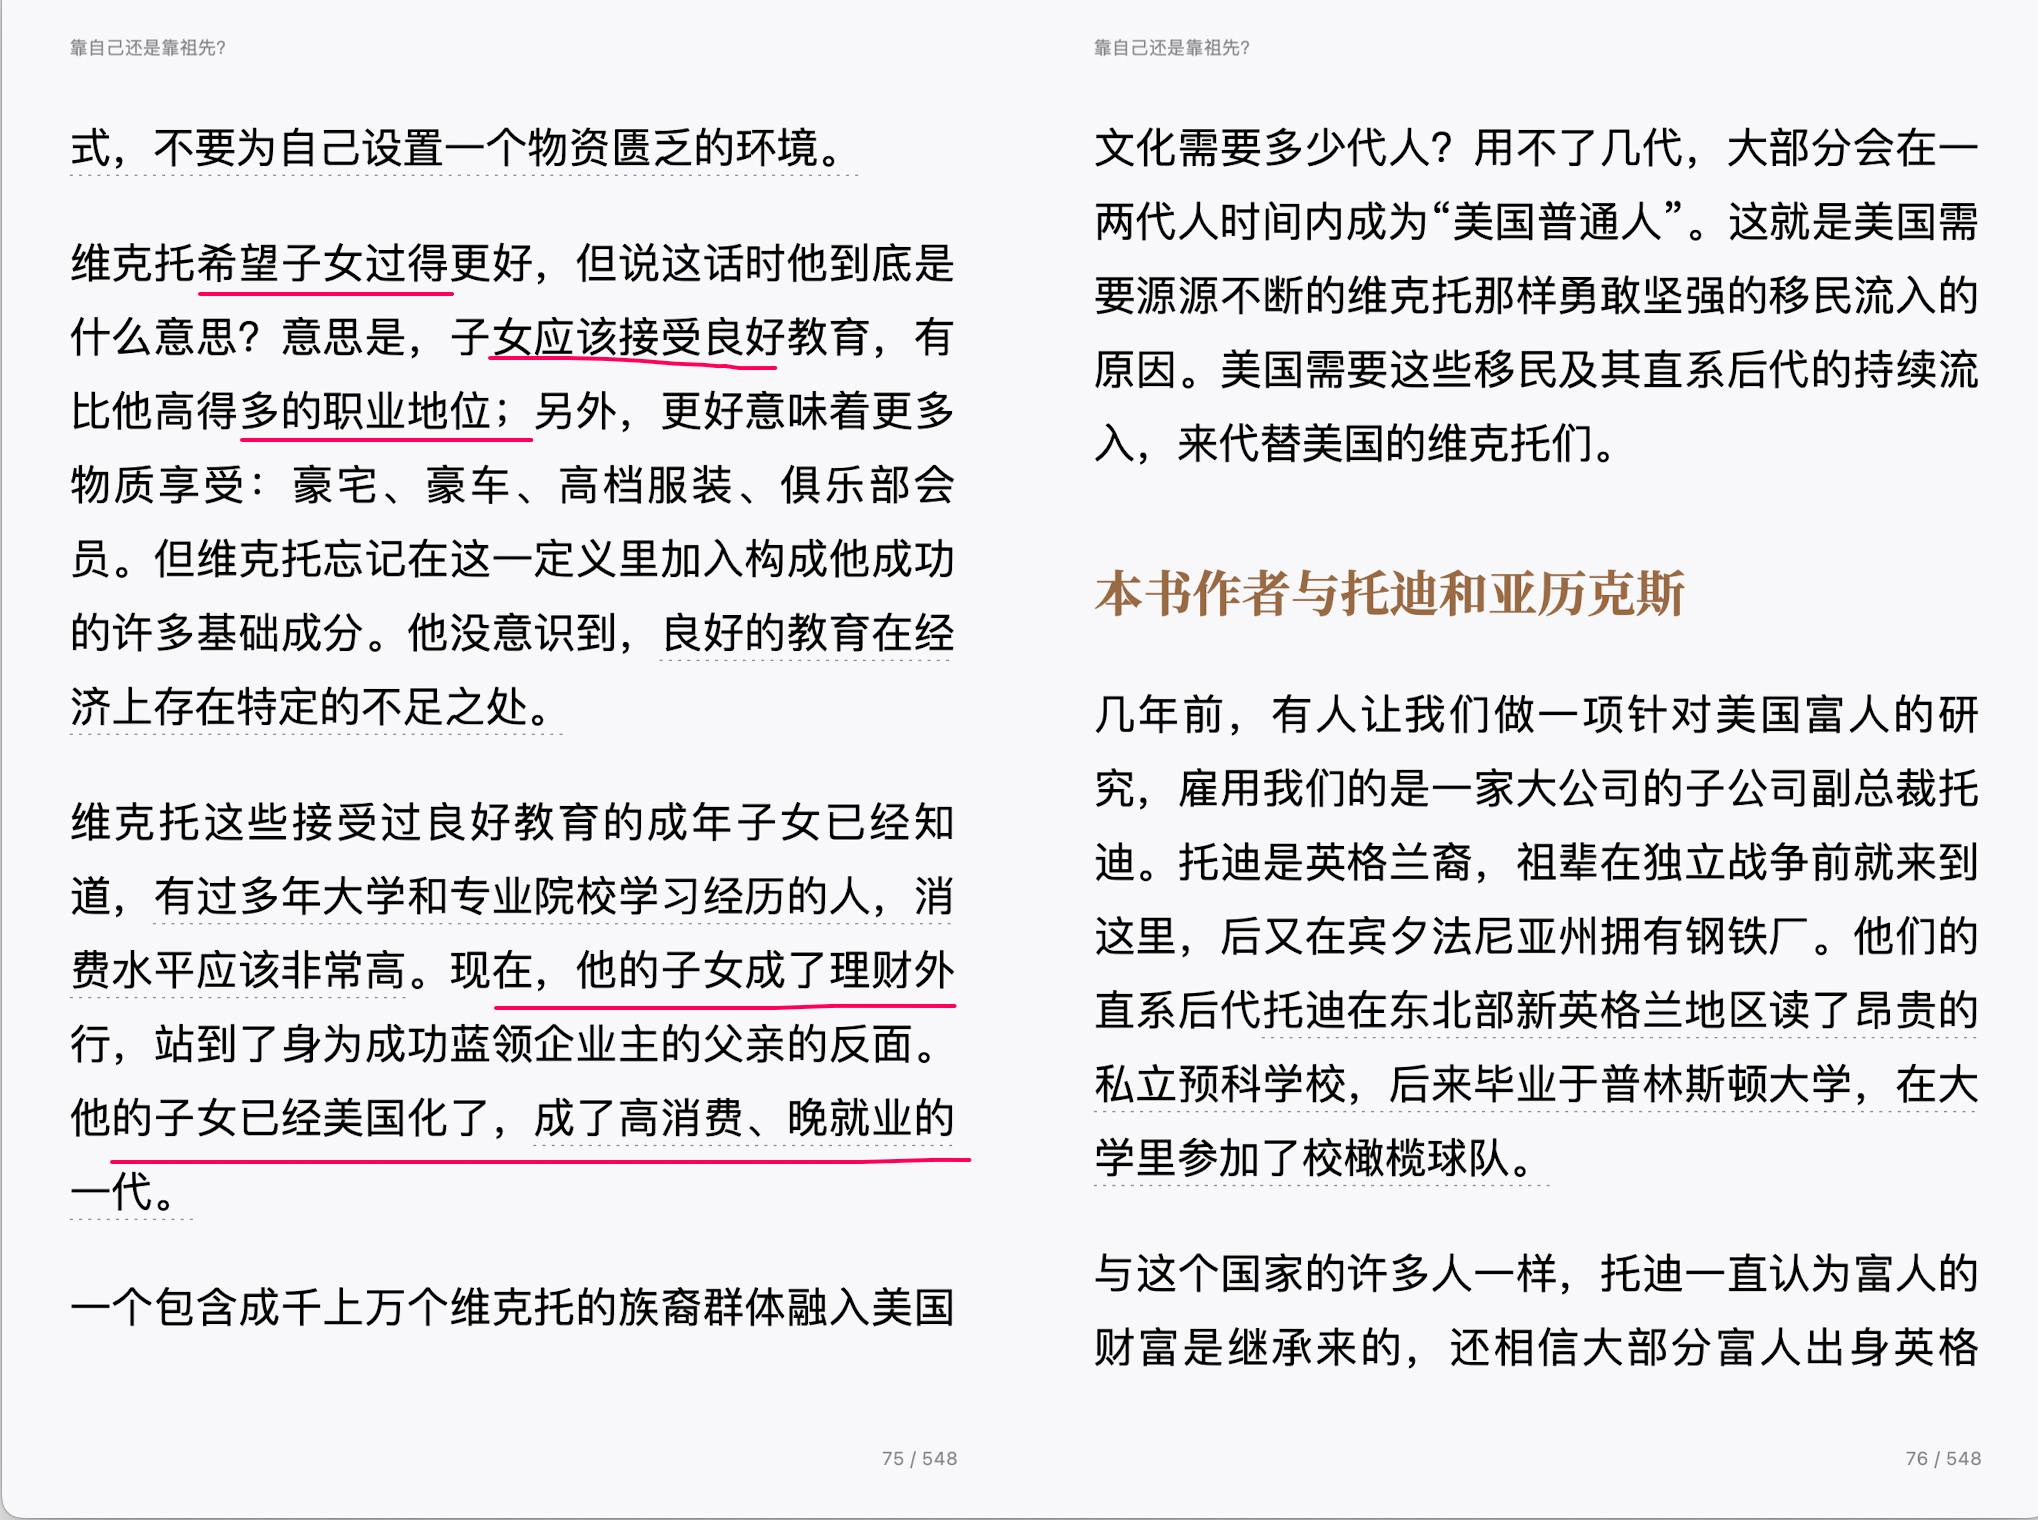 靠自己还是靠祖先?
式，不要为自己设置一个物资匮乏的环境。
维克托希望子女过得更好，但说这话时他到底是
什么意思？意思是，子女应该接受良好教育，有
比他高得多的职业地位；另外，更好意味着更多
物质享受：豪宅、豪车、高档服装、俱乐部会
员。但维克托忘记在这一定义里加入构成他成功
的许多基础成分。他没意识到，良好的教育在经
济上存在特定的不足之处。
维克托这些接受过良好教育的成年子女已经知
道，有过多年大学和专业院校学习经历的人，消
费水平应该非常高。现在，他的子女成了理财外
行，站到了身为成功蓝领企业主的父亲的反面。
他的子女已经美国化了，成了高消费、晚就业的
一代。
一个包含成千上万个维克托的族裔群体融入美国
75 / 548
靠自己还是靠祖先?
文化需要多少代人？用不了几代，大部分会在一
两代人时间内成为“美国普通人”。这就是美国需
要源源不断的维克托那样勇敢坚强的移民流入的
原因。美国需要这些移民及其直系后代的持续流
入，来代替美国的维克托们。
本书作者与托迪和亚历克斯
几年前，有人让我们做一项针对美国富人的研
究，雇用我们的是一家大公司的子公司副总裁托
迪。托迪是英格兰裔，祖辈在独立战争前就来到
这里，后又在宾夕法尼亚州拥有钢铁厂。他们的
直系后代托迪在东北部新英格兰地区读了昂贵的
私立预科学校，后来毕业于普林斯顿大学，在大
学里参加了校橄榄球队。
与这个国家的许多人一样，托迪一直认为富人的
财富是继承来的，还相信大部分富人出身英格
76 / 548